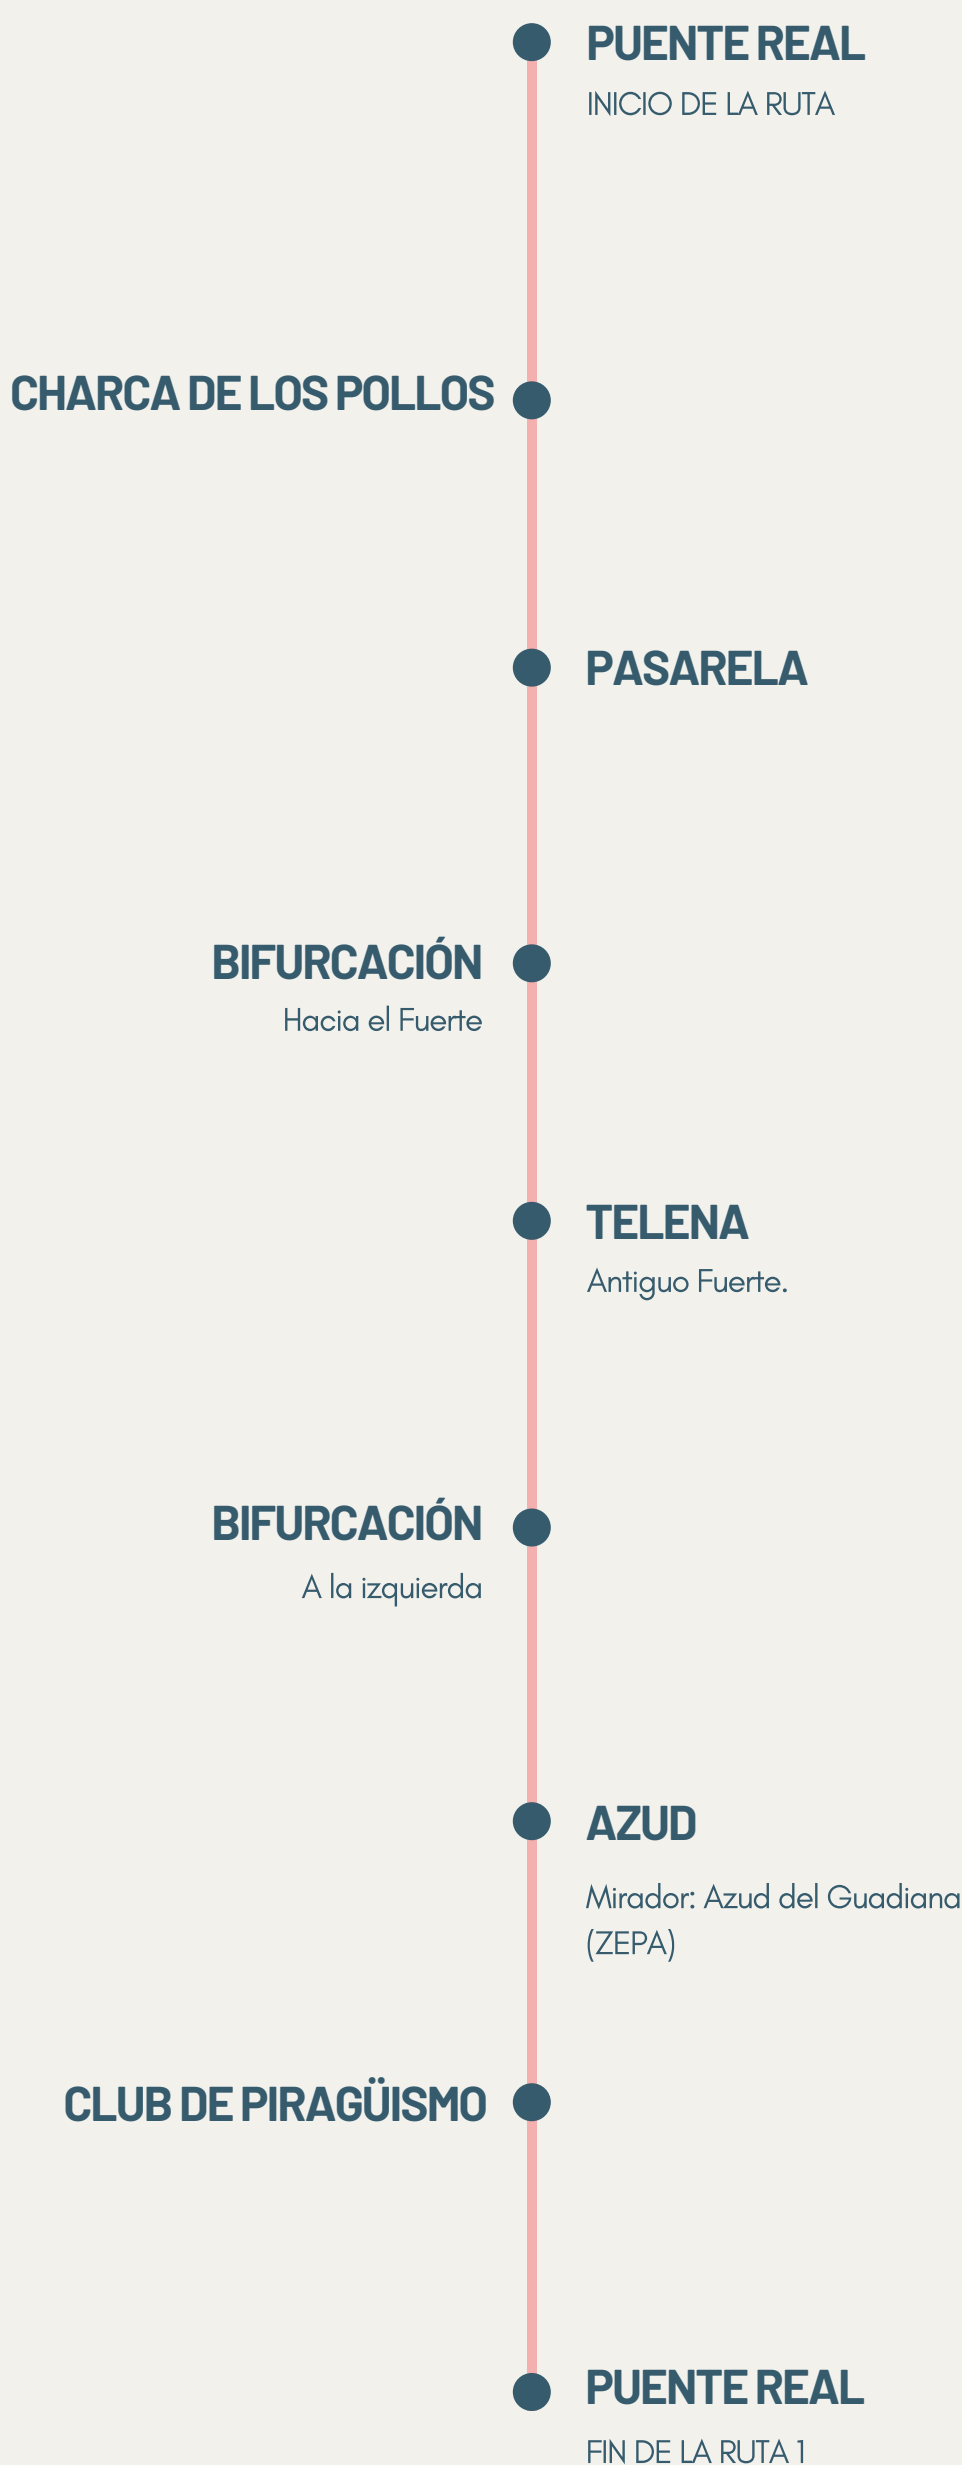 PUENTE REAL
INICIO DE LA RUTA
CHARCA DE LOS POLLOS
PASARELA
BIFURCACIÓN
Hacia el Fuerte
TELENA
Antiguo Fuerte.
BIFURCACIÓN
A la izquierda
AZUD
Mirador: Azud del Guadiana
(ZEPA)
CLUB DE PIRAGÜISMO
PUENTE REAL
FIN DE LA RUTA 1